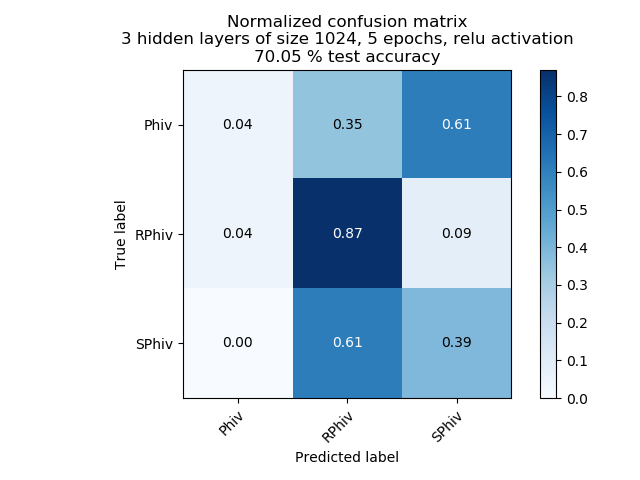 Normalized confusion matrix
3 hidden layers of size 1024, 5 epochs, relu activation
70.05 % test accuracy
Phiv 0.04 0.35 0.61
RPhiv 0.04 0.87 0.09
SPhiv 0.00 0.61 0.39
Phiv RPhiv SPhiv
True label
Predicted label
0.8
0.7
0.6
0.5
0.4
0.3
0.2
0.1
0.0